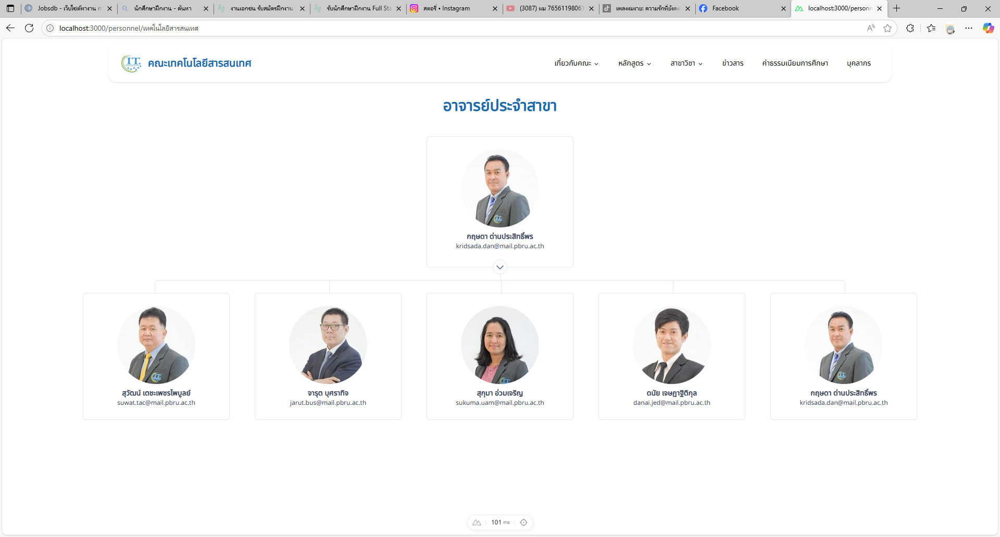 Jobsdb - เว็บไซต์หางาน ก
นักศึกษาฝึกงาน - ค้นหา
งานเอกชน รับสมัครฝึกงาน
รับนักศึกษาฝึกงาน Full Sta
สตอรี่ • Instagram
(3087) ผม 76561198061
เพลงงมงาย: ความรักที่ยังคง
Facebook
localhost:3000/personn
localhost:3000/personnel/เทคโนโลยีสารสนเทศ
I.T.
คณะเทคโนโลยีสารสนเทศ
เกี่ยวกับคณะ
หลักสูตร
สาขาวิชา
ข่าวสาร
ค่าธรรมเนียมการศึกษา
บุคลากร
อาจารย์ประจำสาขา
กฤษดา ด่านประสิทธิ์พร
kridsada.dan@mail.pbru.ac.th
สุวัฒน์ เตชะเพชรไพบูลย์
suwat.tac@mail.pbru.ac.th
จารุต บุศราทิจ
jarut.bus@mail.pbru.ac.th
สุกุมา อ่วมเจริญ
sukuma.uam@mail.pbru.ac.th
ดนัย เจษฎาฐิติกุล
danai.jed@mail.pbru.ac.th
กฤษดา ด่านประสิทธิ์พร
kridsada.dan@mail.pbru.ac.th
101 ms